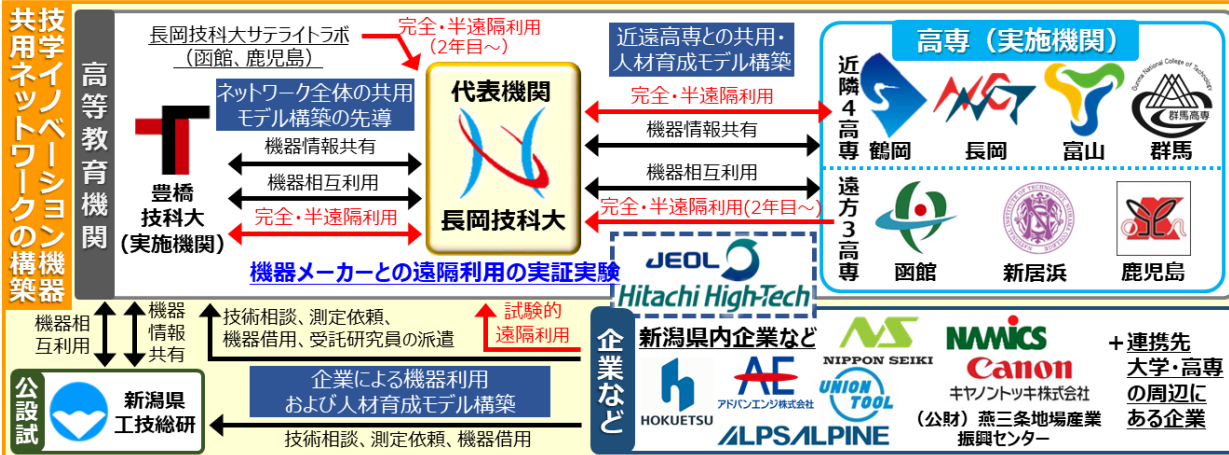 技学イノベーション機器
共用ネットワークの構築
高等教育機関
長岡技科大サテライトラボ
(函館、鹿児島)
完全・半遠隔利用
(2年目～)
ネットワーク全体の共用
モデル構築の先導
豊橋
技科大
(実施機関)
機器情報共有
機器相互利用
完全・半遠隔利用
代表機関
長岡技科大
近遠高専との共用・
人材育成モデル構築
完全・半遠隔利用
機器情報共有
機器相互利用
完全・半遠隔利用(2年目～)
高専（実施機関）
近隣4高専
鶴岡
長岡
富山
Gunma National College of Technology
群馬高専
群馬
遠方3高専
函館
新居浜
鹿児島
機器メーカーとの遠隔利用の実証実験
JEOL
Hitachi High-Tech
機器相
互利用
機器
情報
共有
技術相談、測定依頼、
機器借用、受託研究員の派遣
試験的
遠隔利用
公設試
新潟県
工技総研
企業による機器利用
および人材育成モデル構築
技術相談、測定依頼、機器借用
企業など
新潟県内企業など
HOKUETSU
AE
アドバンエンジ株式会社
NS
NIPPON SEIKI
UNION
TOOL
ALPSALPINE
NAMICS
Canon
キヤノントッキ株式会社
（公財）燕三条地場産業
振興センター
＋連携先
大学・高専
の周辺に
ある企業